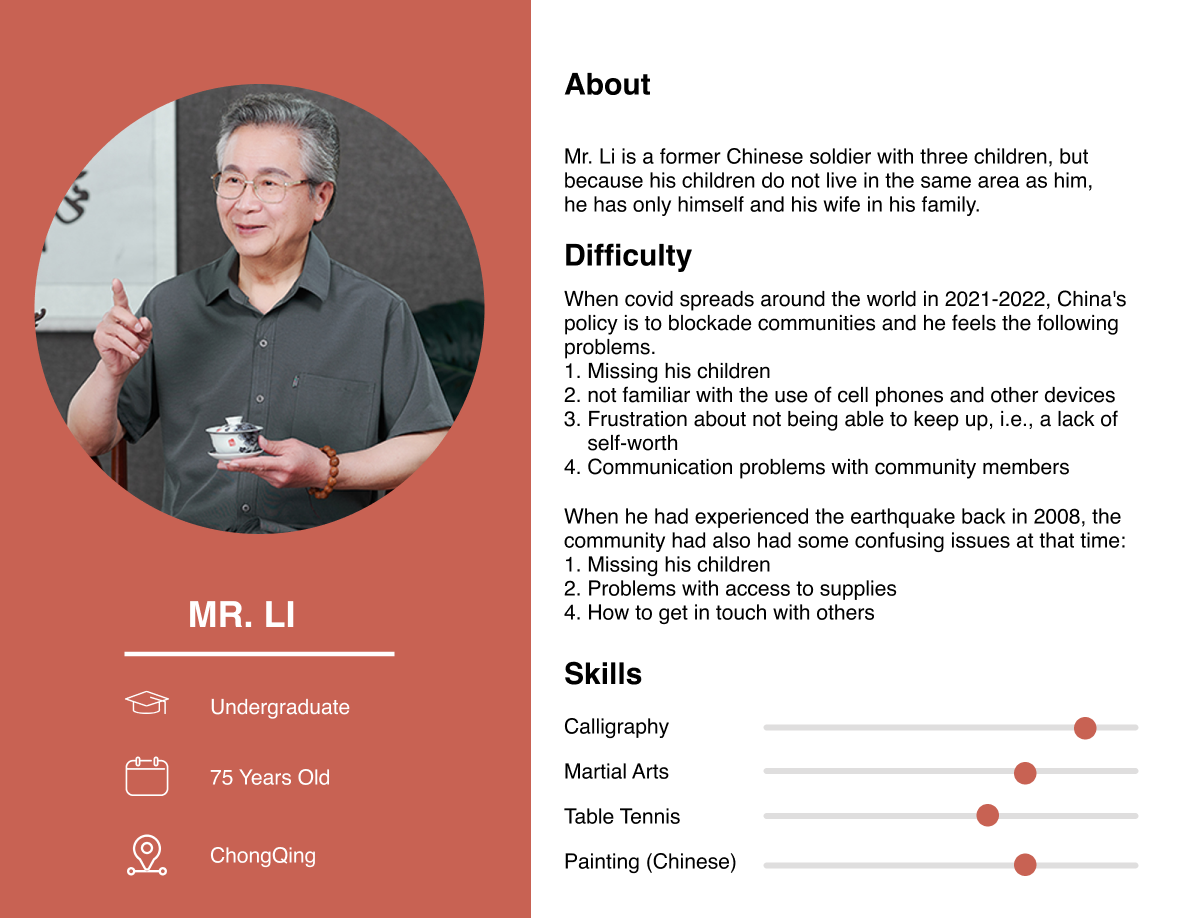 MR. LI
Undergraduate
75 Years Old
ChongQing
About
Mr. Li is a former Chinese soldier with three children, but
because his children do not live in the same area as him,
he has only himself and his wife in his family.
Difficulty
When covid spreads around the world in 2021-2022, China's
policy is to blockade communities and he feels the following
problems.
1. Missing his children
2. not familiar with the use of cell phones and other devices
3. Frustration about not being able to keep up, i.e., a lack of
self-worth
4. Communication problems with community members
When he had experienced the earthquake back in 2008, the
community had also had some confusing issues at that time:
1. Missing his children
2. Problems with access to supplies
4. How to get in touch with others
Skills
Calligraphy
Martial Arts
Table Tennis
Painting (Chinese)